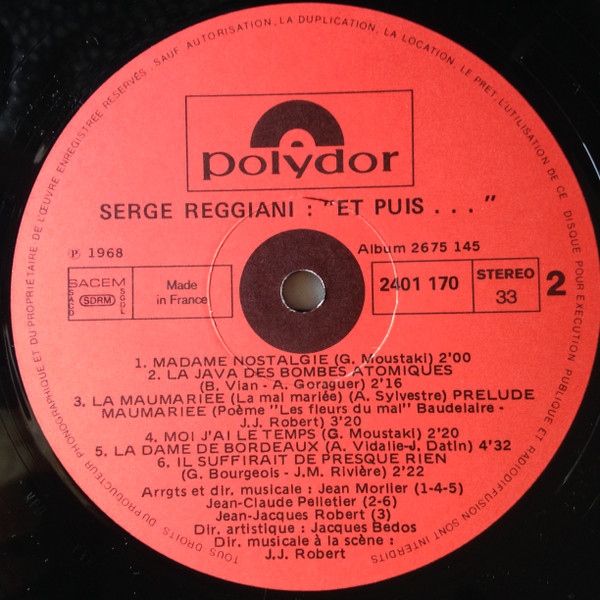 TOUS DROITS DU PRODUCTEUR PHONOGRAPHIQUE ET DU PROPRIÉTAIRE DE L'ŒUVRE ENREGISTRÉE RÉSERVÉS. SAUF AUTORISATION, LA DUPLICATION, LA LOCATION, LE PRÊT, L'UTILISATION DE CE DISQUE POUR EXÉCUTION PUBLIQUE ET RADIODIFFUSION SONT INTERDITS
polydor
SERGE REGGIANI : "ET PUIS . . . "
℗ 1968
Album 2675 145
SACEM
SACD
SDRM
SGDL
Made
in France
2401 170
STEREO
33
2
1. MADAME NOSTALGIE (G. Moustaki) 2'00
2. LA JAVA DES BOMBES ATOMIQUES
(B. Vian - A. Goraguer) 2'16
3. LA MAUMARIEE (La mal mariée) (A. Sylvestre) PRELUDE
MAUMARIEE (Poème "Les fleurs du mal" Baudelaire -
J.J. Robert) 3'20
4. MOI J'AI LE TEMPS (G. Moustaki) 2'20
5. LA DAME DE BORDEAUX (A. Vidalie-J. Datin) 4'32
6. IL SUFFIRAIT DE PRESQUE RIEN
(G. Bourgeois - J.M. Rivière) 2'22
Arrgts et dir. musicale : Jean Morlier (1-4-5)
Jean-Claude Pelletier (2-6)
Jean-Jacques Robert (3)
Dir. artistique : Jacques Bedos
Dir. musicale à la scène :
J.J. Robert